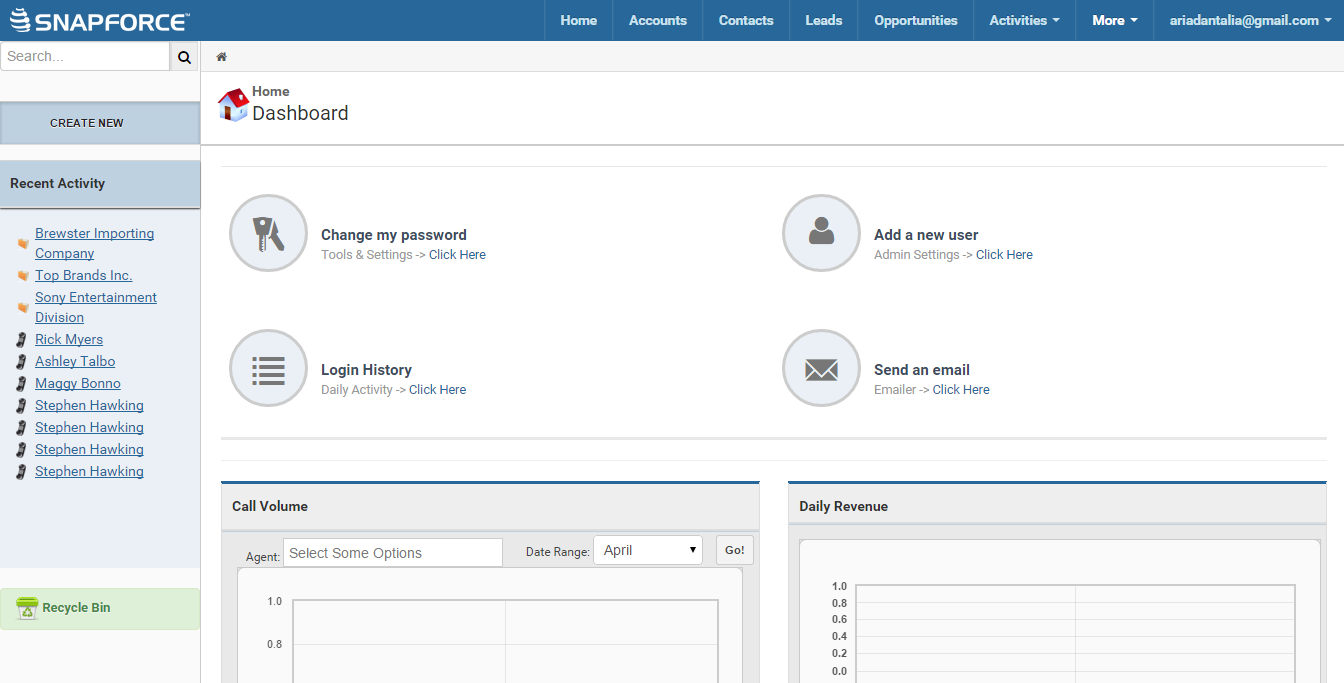 SNAPFORCE™
Home Accounts Contacts Leads Opportunities Activities More ariadantalia@gmail.com
Search...
Home
Dashboard
CREATE NEW
Recent Activity
Brewster Importing
Company
Top Brands Inc.
Sony Entertainment
Division
Rick Myers
Ashley Talbo
Maggy Bonno
Stephen Hawking
Stephen Hawking
Stephen Hawking
Stephen Hawking
Recycle Bin
Change my password
Tools & Settings -> Click Here
Add a new user
Admin Settings -> Click Here
Login History
Daily Activity -> Click Here
Send an email
Emailer -> Click Here
Call Volume
Agent: Select Some Options Date Range: April Go!
1.0
0.8
Daily Revenue
1.0
0.8
0.6
0.4
0.2
0.0